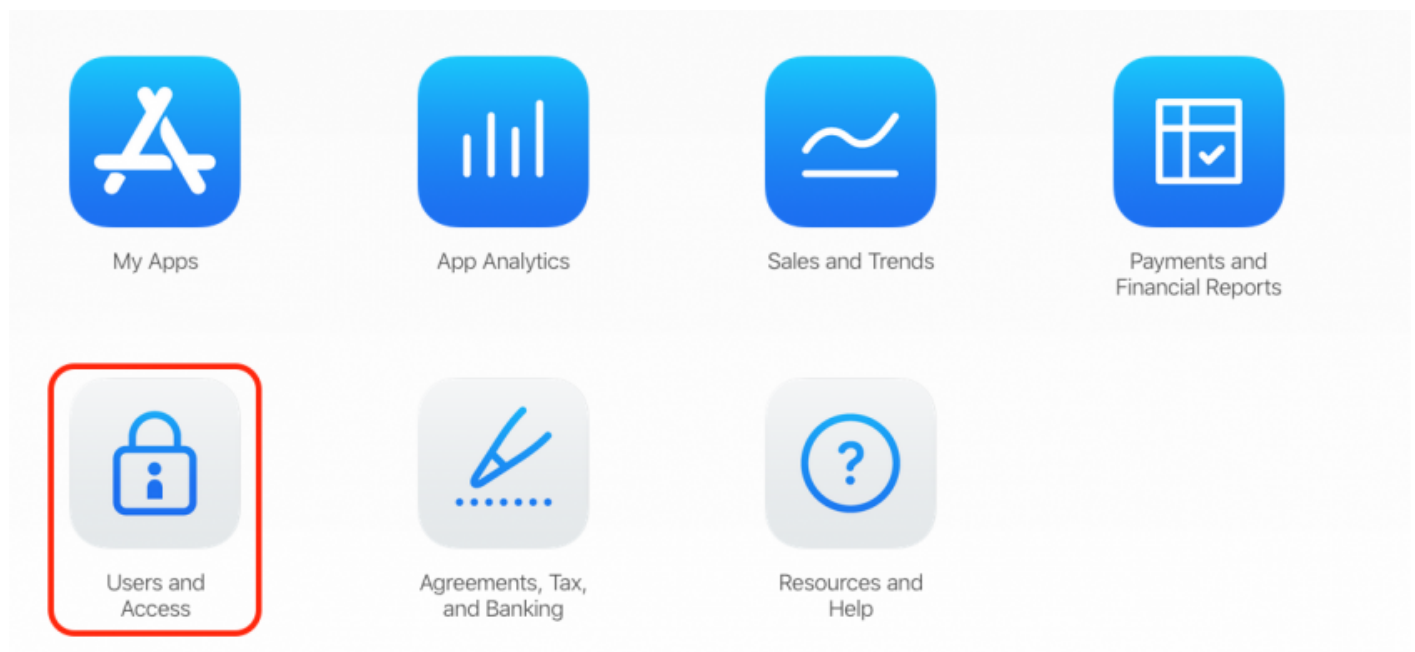 My Apps
App Analytics
Sales and Trends
Payments and
Financial Reports
Users and
Access
Agreements, Tax,
and Banking
Resources and
Help